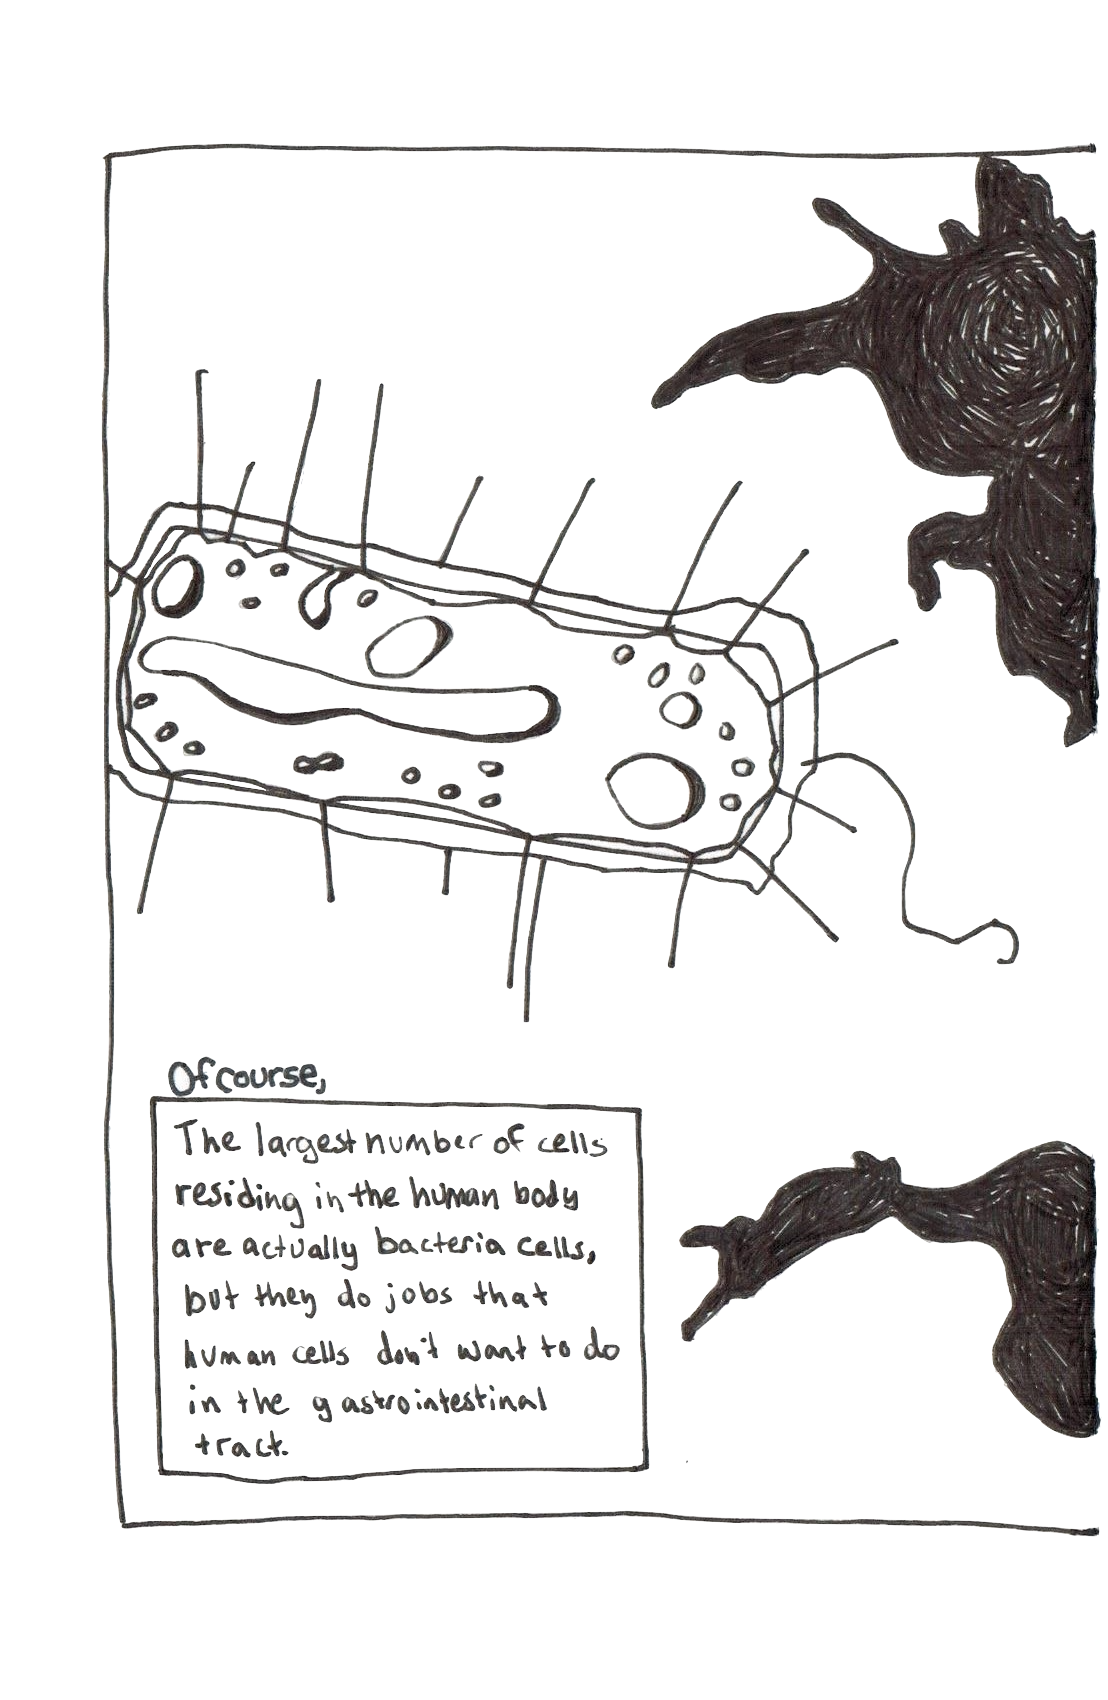 Of course,
The largest number of cells
residing in the human body
are actually bacteria cells,
but they do jobs that
human cells don't want to do
in the gastrointestinal
tract.